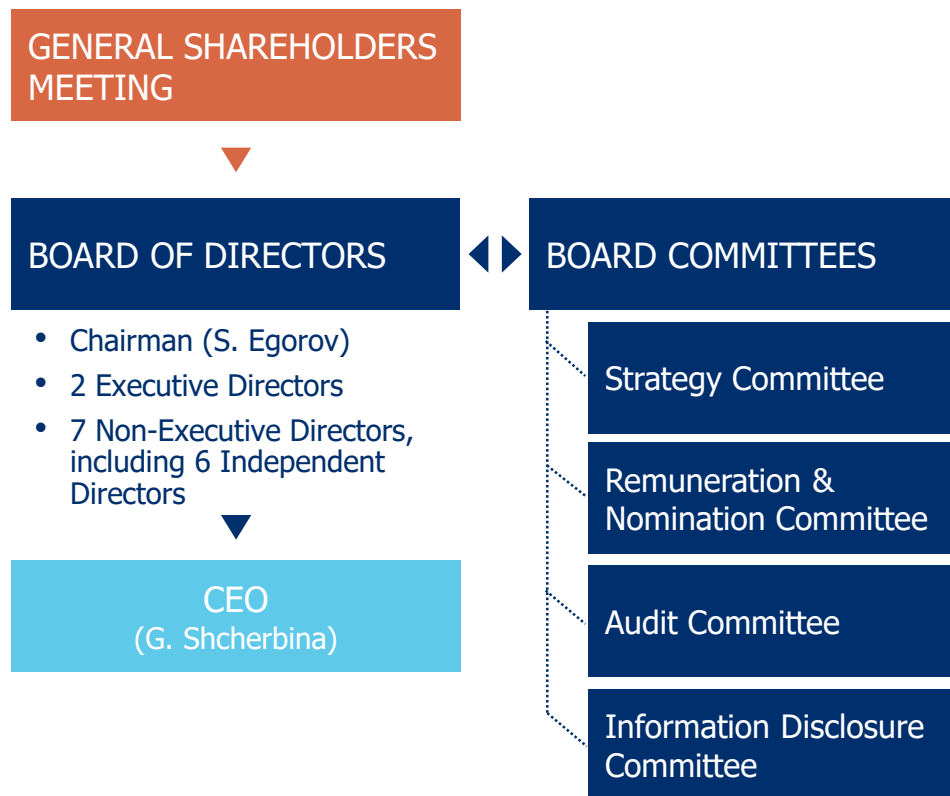 GENERAL SHAREHOLDERS
MEETING
BOARD OF DIRECTORS
• Chairman (S. Egorov)
• 2 Executive Directors
• 7 Non-Executive Directors,
including 6 Independent
Directors
CEO
(G. Shcherbina)
BOARD COMMITTEES
Strategy Committee
Remuneration &
Nomination Committee
Audit Committee
Information Disclosure
Committee